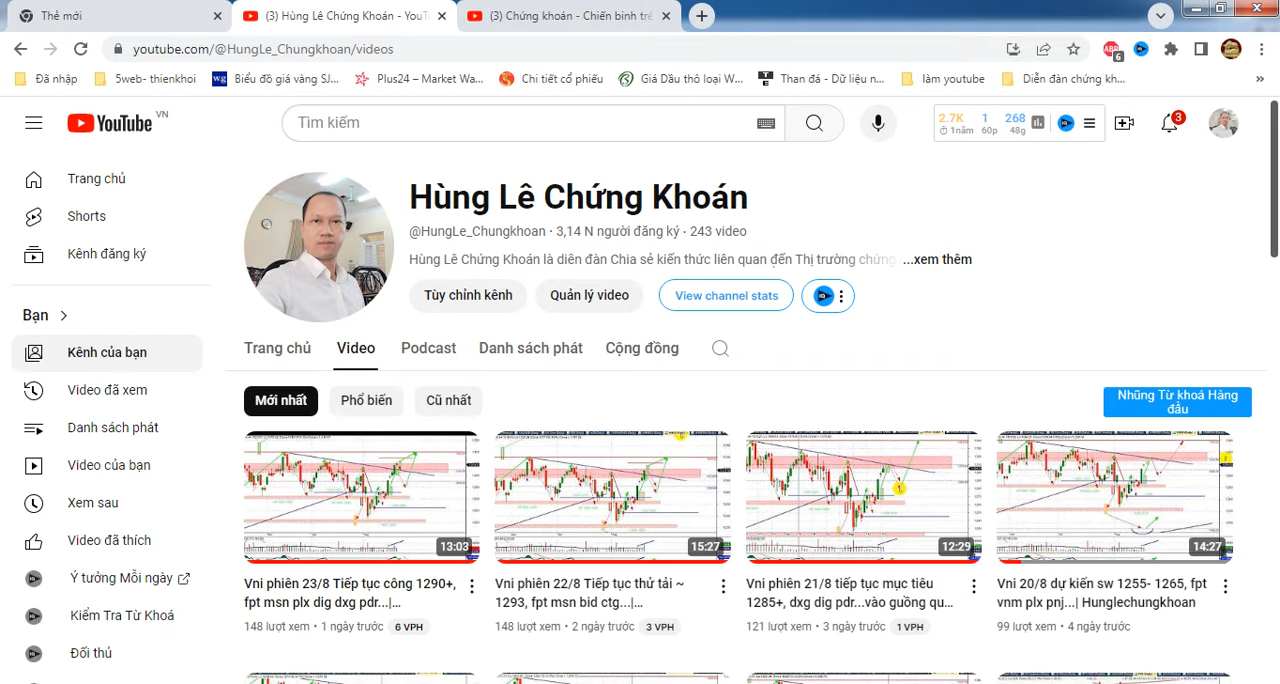 Thẻ mới
(3) Hùng Lê Chứng Khoán - YouT
(3) Chứng khoán - Chiến binh trẻ
youtube.com/@HungLe_Chungkhoan/videos
6
Đã nhập
5web- thienkhoi
wg Biểu đồ giá vàng SJ...
Plus24 – Market Wa...
Chi tiết cổ phiếu
Giá Dầu thô loại W...
Than đá - Dữ liệu n...
làm youtube
Diễn đàn chứng kh...
»
YouTube VN
Tìm kiếm
2.7K 1 268
1năm 60p 48g
3
Trang chủ
Shorts
Kênh đăng ký
Bạn
Kênh của bạn
Video đã xem
Danh sách phát
Video của bạn
Xem sau
Video đã thích
Ý tưởng Mỗi ngày
Kiểm Tra Từ Khoá
Đối thủ
Hùng Lê Chứng Khoán
@HungLe_Chungkhoan · 3,14 N người đăng ký · 243 video
Hùng Lê Chứng Khoán là diễn đàn Chia sẻ kiến thức liên quan đến Thị trường chứng ...xem thêm
Tùy chỉnh kênh
Quản lý video
View channel stats
Trang chủ
Video
Podcast
Danh sách phát
Cộng đồng
Mới nhất
Phổ biến
Cũ nhất
Những Từ khoá Hàng
đầu
13:03
15:27
12:29
14:27
Vni phiên 23/8 Tiếp tục công 1290+,
fpt msn plx dig dxg pdr...|...
148 lượt xem · 1 ngày trước 6 VPH
Vni phiên 22/8 Tiếp tục thử tải ~
1293, fpt msn bid ctg...|...
148 lượt xem · 2 ngày trước 3 VPH
Vni phiên 21/8 tiếp tục mục tiêu
1285+, dxg dig pdr...vào guồng qu...
121 lượt xem · 3 ngày trước 1 VPH
Vni 20/8 dự kiến sw 1255- 1265, fpt
vnm plx pnj...| Hunglechungkhoan
99 lượt xem · 4 ngày trước